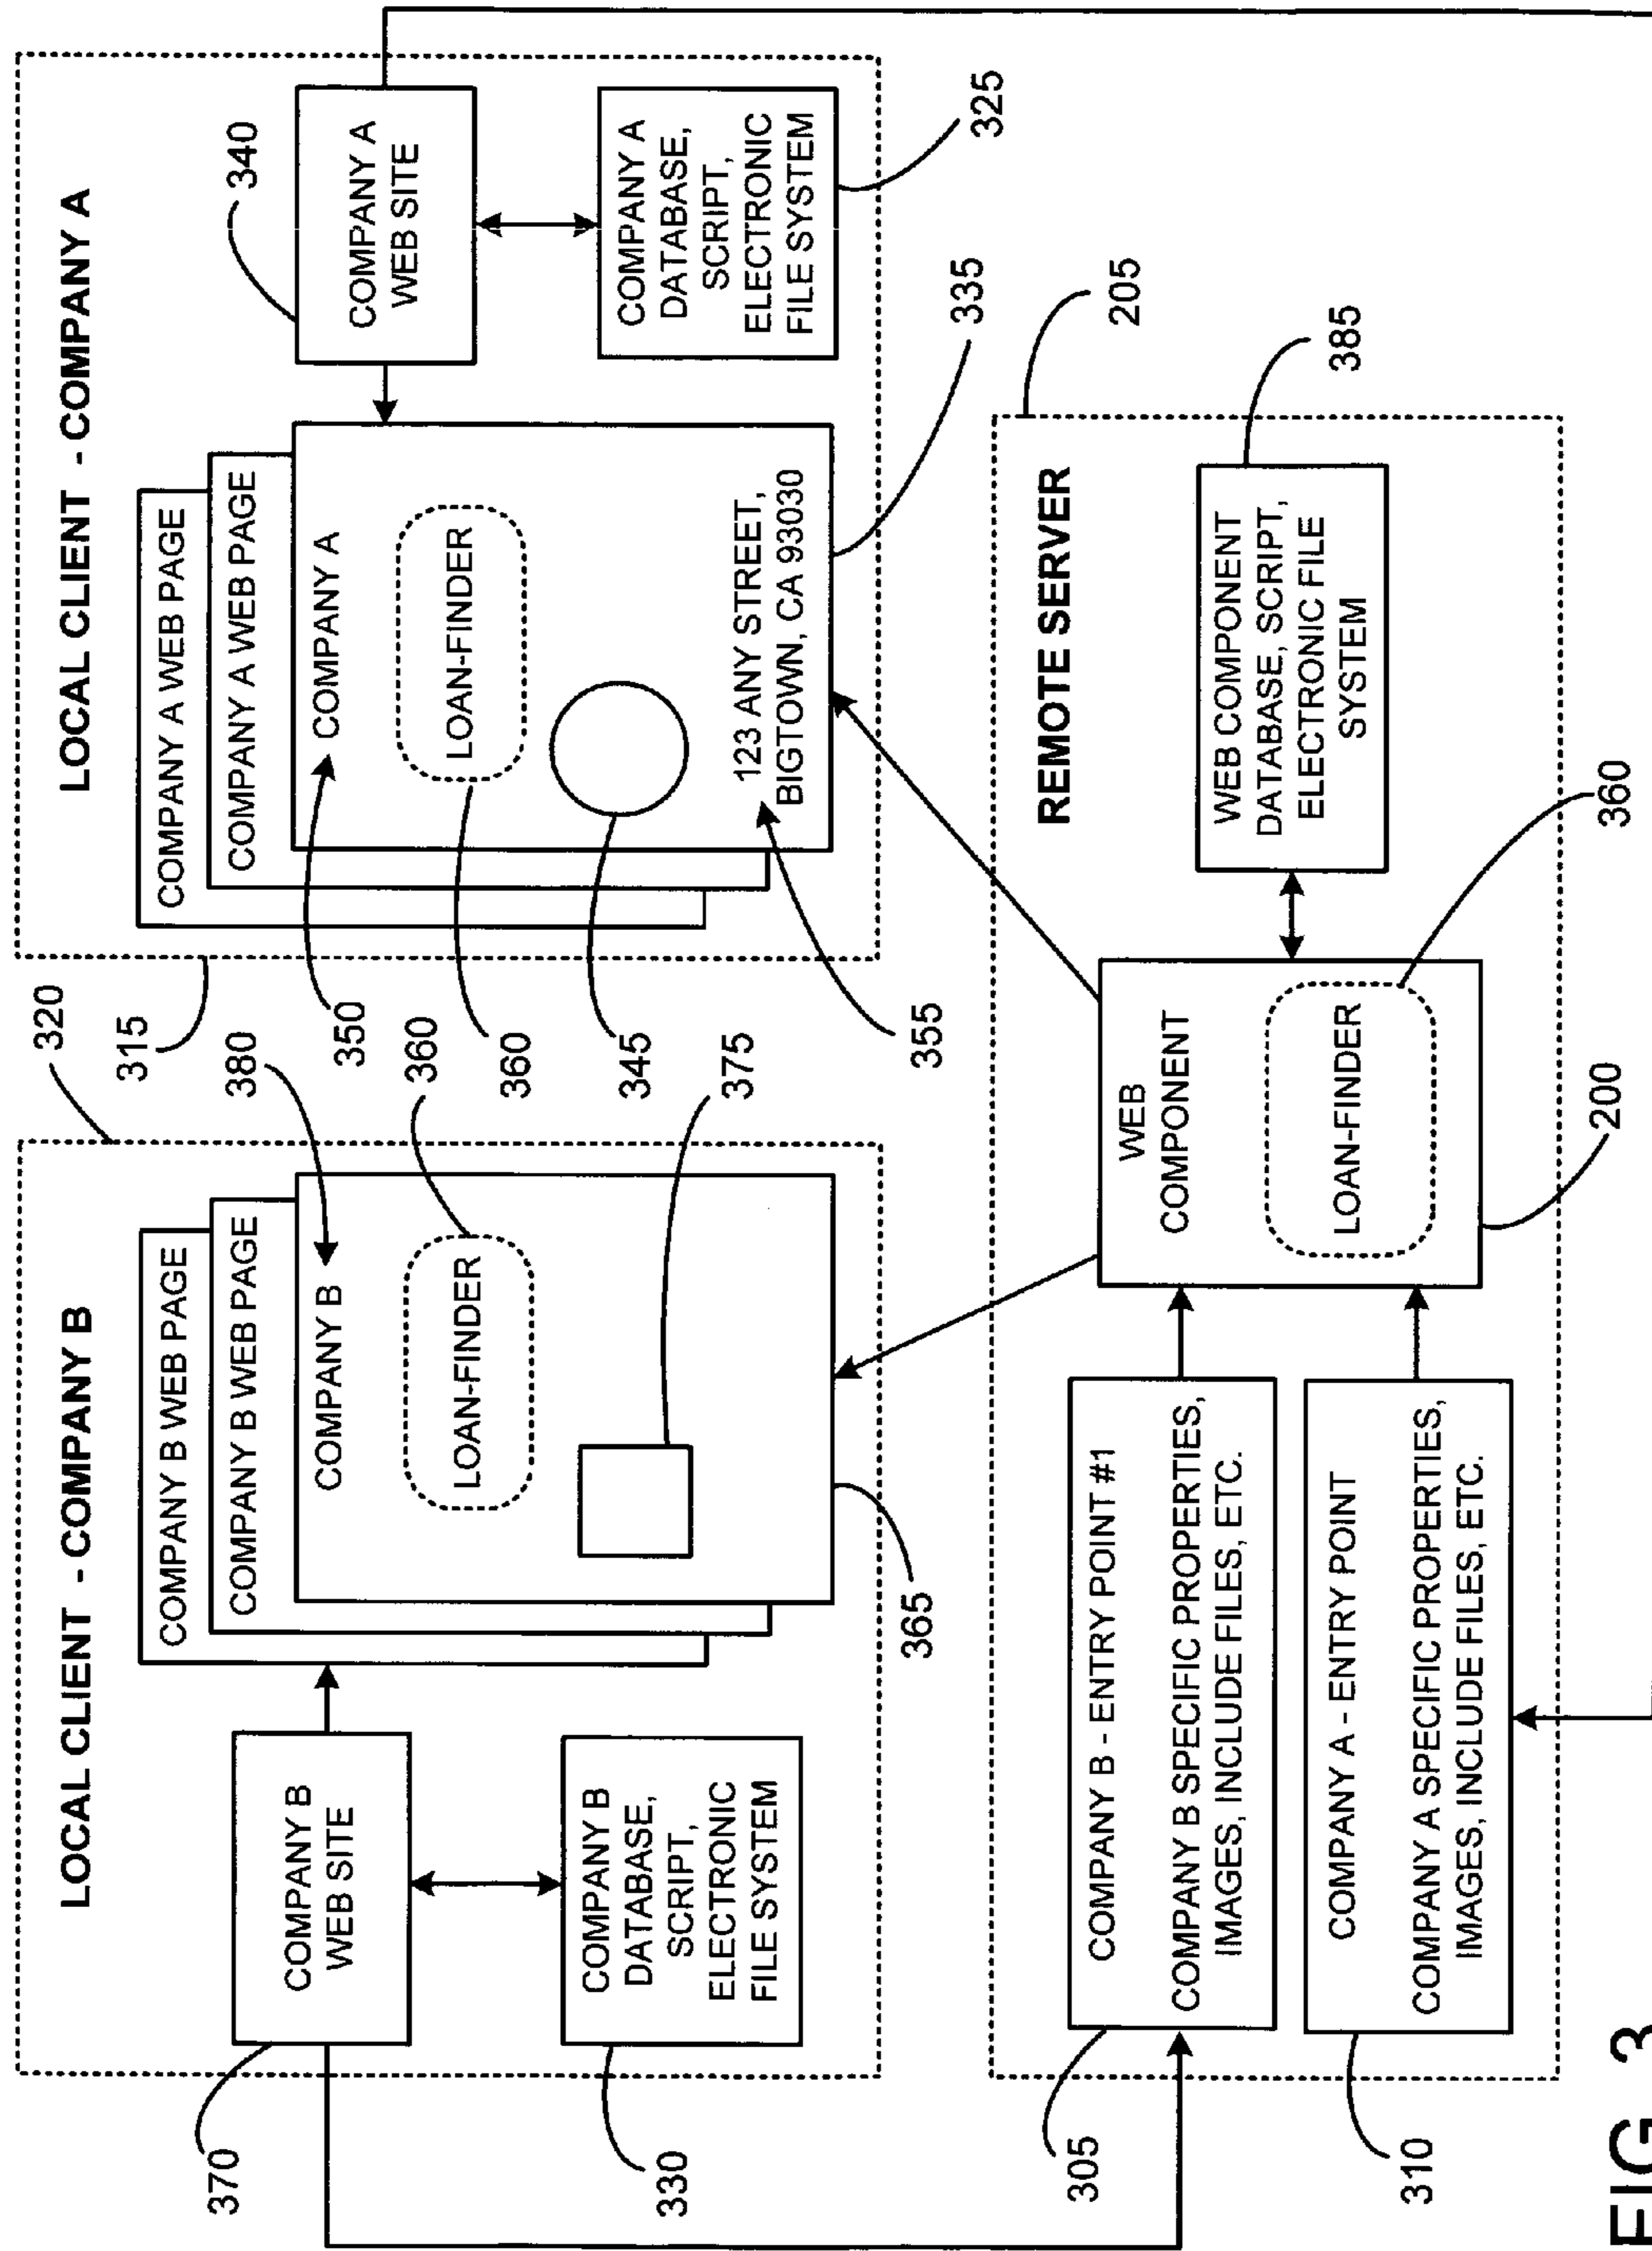 LOCAL CLIENT - COMPANY B
370
COMPANY B
WEB SITE
330
COMPANY B
DATABASE,
SCRIPT,
ELECTRONIC
FILE SYSTEM
COMPANY B WEB PAGE
COMPANY B WEB PAGE
COMPANY B
LOAN-FINDER
365
320
380
360
375
LOCAL CLIENT - COMPANY A
315
350
360
345
355
COMPANY A WEB PAGE
COMPANY A WEB PAGE
COMPANY A
LOAN-FINDER
123 ANY STREET,
BIGTOWN, CA 93030
340
COMPANY A
WEB SITE
COMPANY A
DATABASE,
SCRIPT,
ELECTRONIC
FILE SYSTEM
325
335
REMOTE SERVER
205
305
COMPANY B - ENTRY POINT #1
COMPANY B SPECIFIC PROPERTIES,
IMAGES, INCLUDE FILES, ETC.
310
COMPANY A - ENTRY POINT
COMPANY A SPECIFIC PROPERTIES,
IMAGES, INCLUDE FILES, ETC.
WEB
COMPONENT
LOAN-FINDER
200
360
WEB COMPONENT
DATABASE, SCRIPT,
ELECTRONIC FILE
SYSTEM
385
FIG. 3